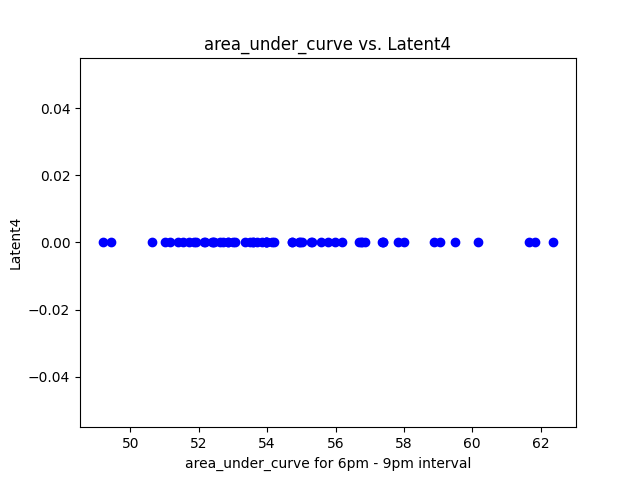 area_under_curve vs. Latent4
0.04
0.02
0.00
−0.02
−0.04
Latent4
50 52 54 56 58 60 62
area_under_curve for 6pm - 9pm interval